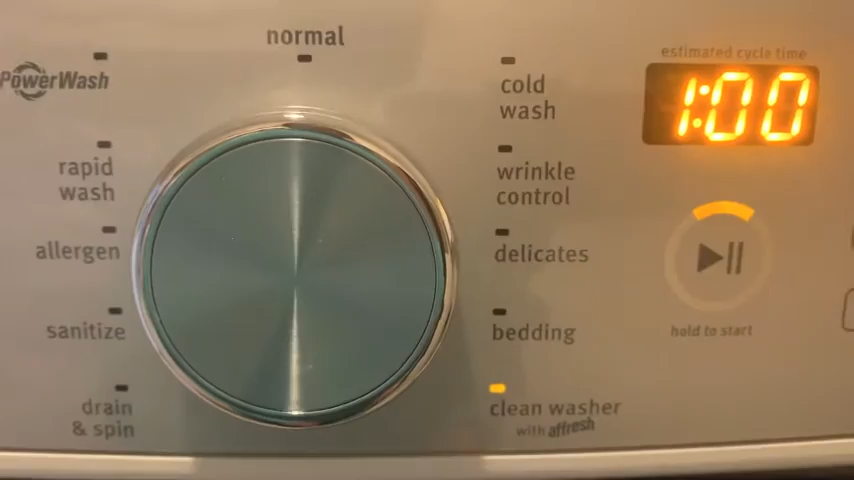 normal
PowerWash
rapid
wash
allergen
sanitize
drain
& spin
cold
wash
wrinkle
control
delicates
bedding
clean washer
with affresh
estimated cycle time
1:00
hold to start